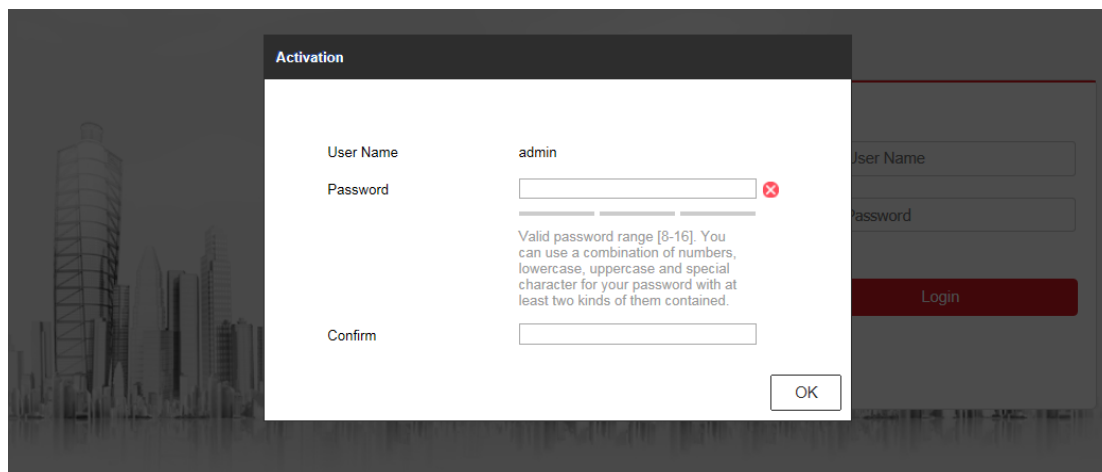 Activation
User Name admin
User Name
Password
Password
Valid password range [8-16]. You
can use a combination of numbers,
lowercase, uppercase and special
character for your password with at
least two kinds of them contained.
Login
Confirm
OK